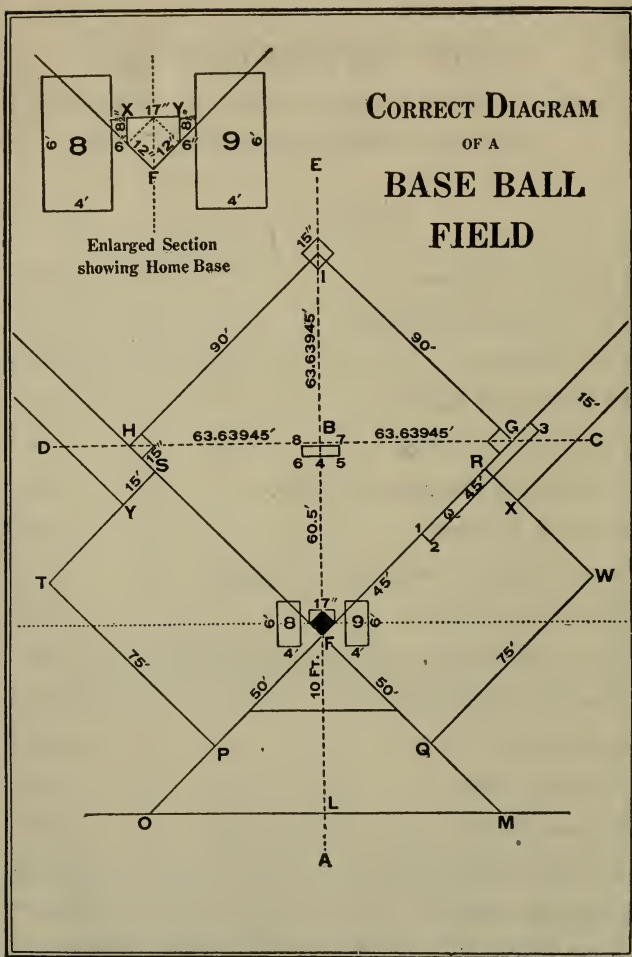 CORRECT DIAGRAM
OF A
BASE BALL
FIELD
X 17" Y
8½" 8½
6' 8 6" 12" 12" 6" 9 6'
F
4' 4'
Enlarged Section
showing Home Base
E
15"
I
90' 90-
63.63945'
H B G 3 15-
D 63.63945' 8 7 63.63945' C
15" 6 4 5
S R 45'
15' Y X
1 3'
2
60.5'
T W
45'
17"
6' 8 9 6'
4' F 4'
75' 75'
50' 10 FT. 50'
P Q
O L M
A